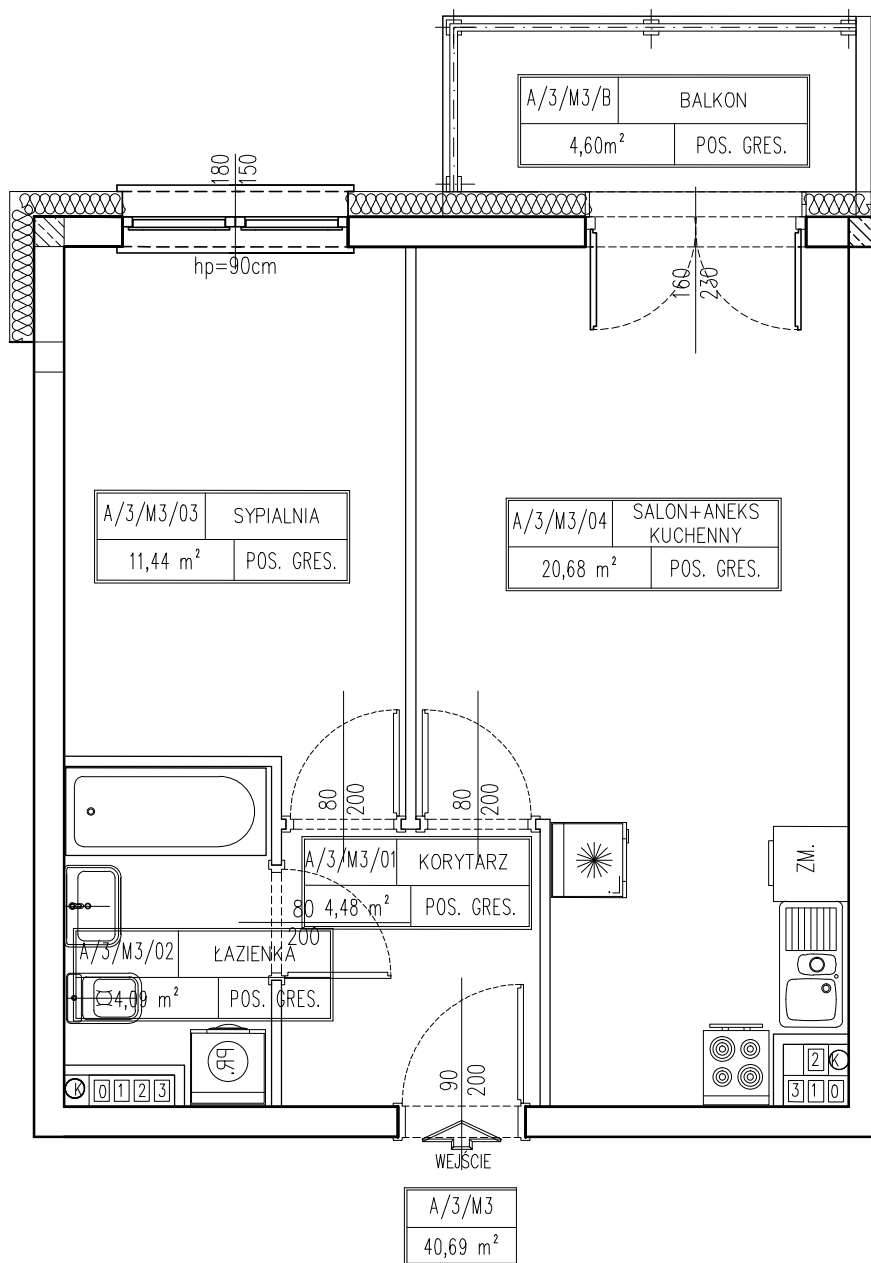 A/3/M3/B BALKON
4,60m² POS. GRES.
180
150
hp=90cm
160
230
A/3/M3/03 SYPIALNIA
11,44 m² POS. GRES.
A/3/M3/04 SALON+ANEKS
KUCHENNY
20,68 m² POS. GRES.
80
200
80
200
A/3/M3/01 KORYTARZ
4,48 m² POS. GRES.
ZM.
80
200
A/3/M3/02 ŁAZIENKA
4,09 m² POS. GRES.
PR.
K 0 1 2 3
90
200
2 K
3 1 0
WEJŚCIE
A/3/M3
40,69 m²